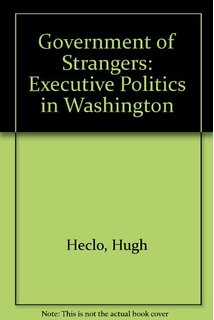 Government of
Strangers:
Executive Politics
in Washington
Heclo, Hugh
Note: This is not the actual book cover